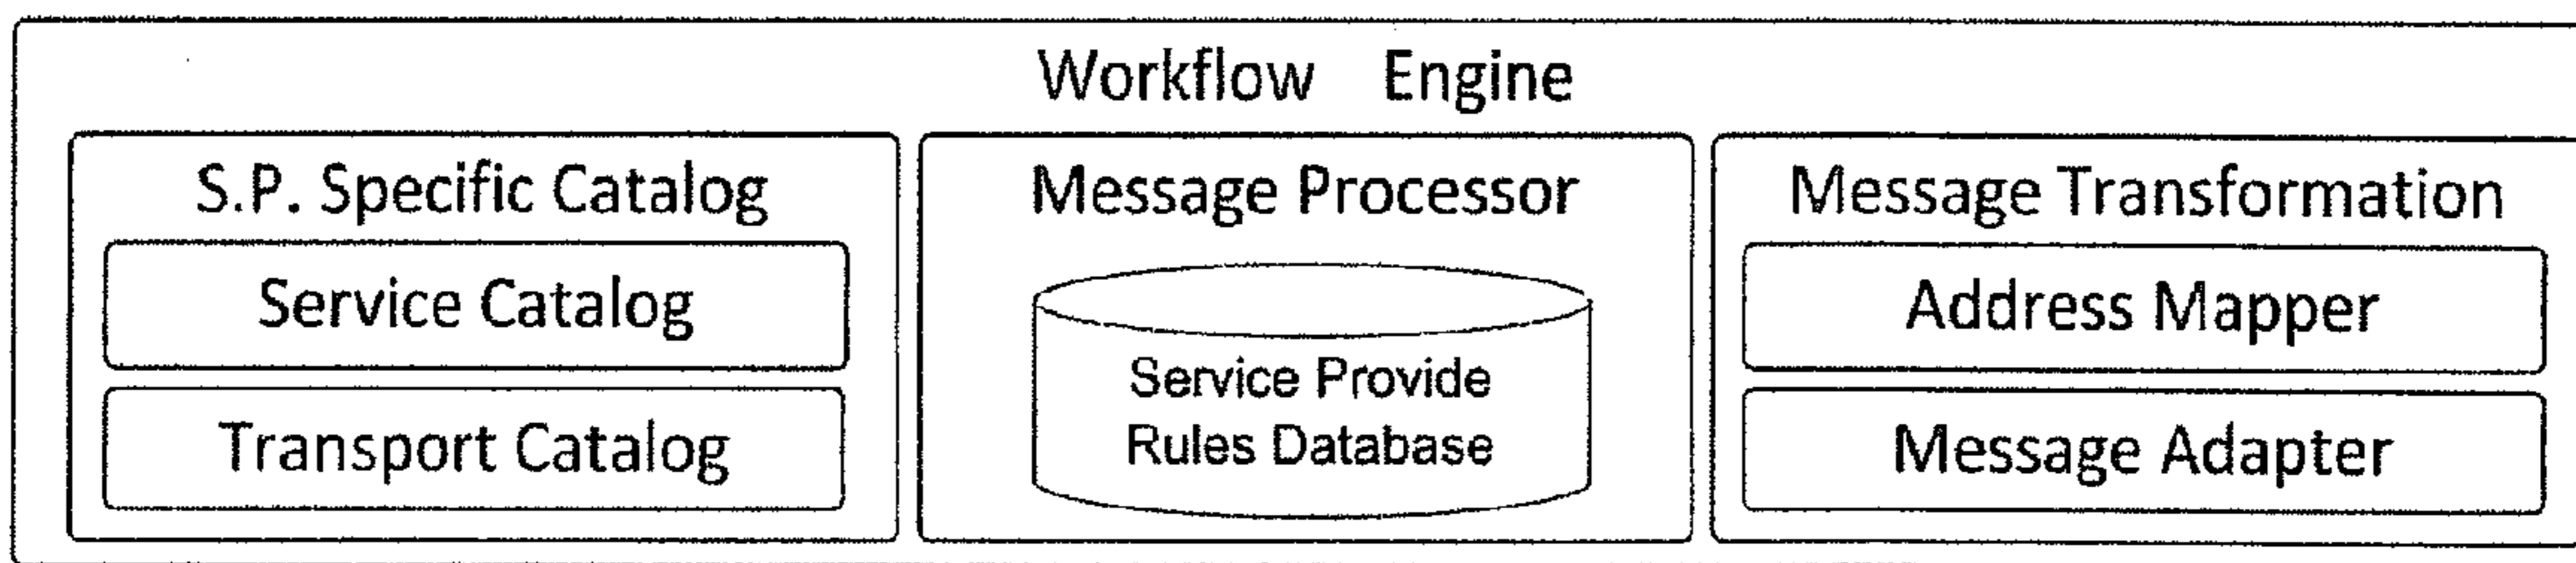 Workflow Engine
S.P. Specific Catalog
Service Catalog
Transport Catalog
Message Processor
Service Provide
Rules Database
Message Transformation
Address Mapper
Message Adapter